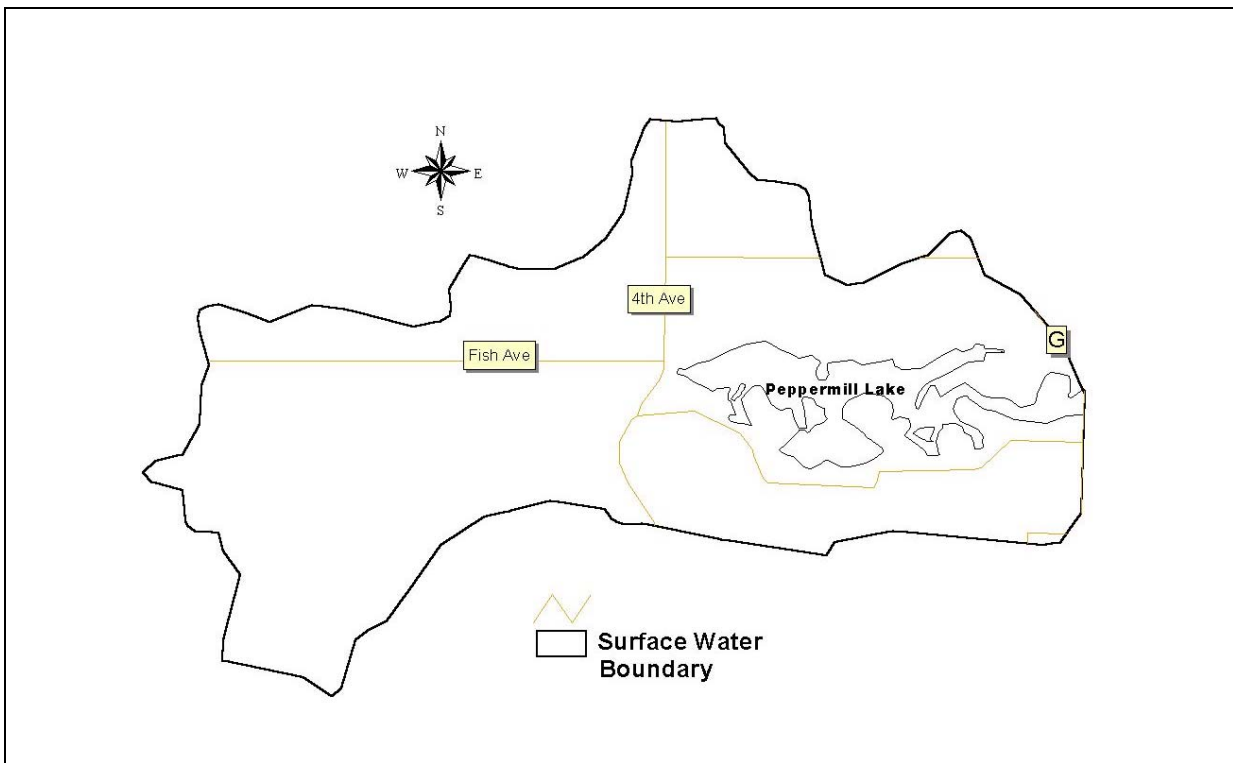 N
W E
S
4th Ave
G
Fish Ave
Peppermill Lake
Surface Water
Boundary